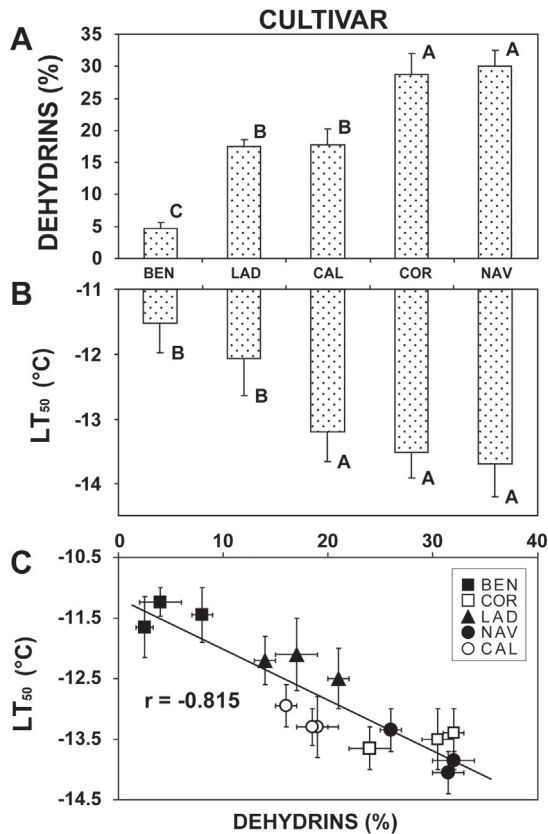 CULTIVAR
A
DEHYDRINS (%)
35
30
25
20
15
10
5
0
C
B
B
A
A
BEN LAD CAL COR NAV
B
LT50 (°C)
-11
-12
-13
-14
B
B
A
A
A
C
0 10 20 30 40
LT50 (°C)
-10.5
-11.5
-12.5
-13.5
-14.5
BEN
COR
LAD
NAV
CAL
r = -0.815
DEHYDRINS (%)